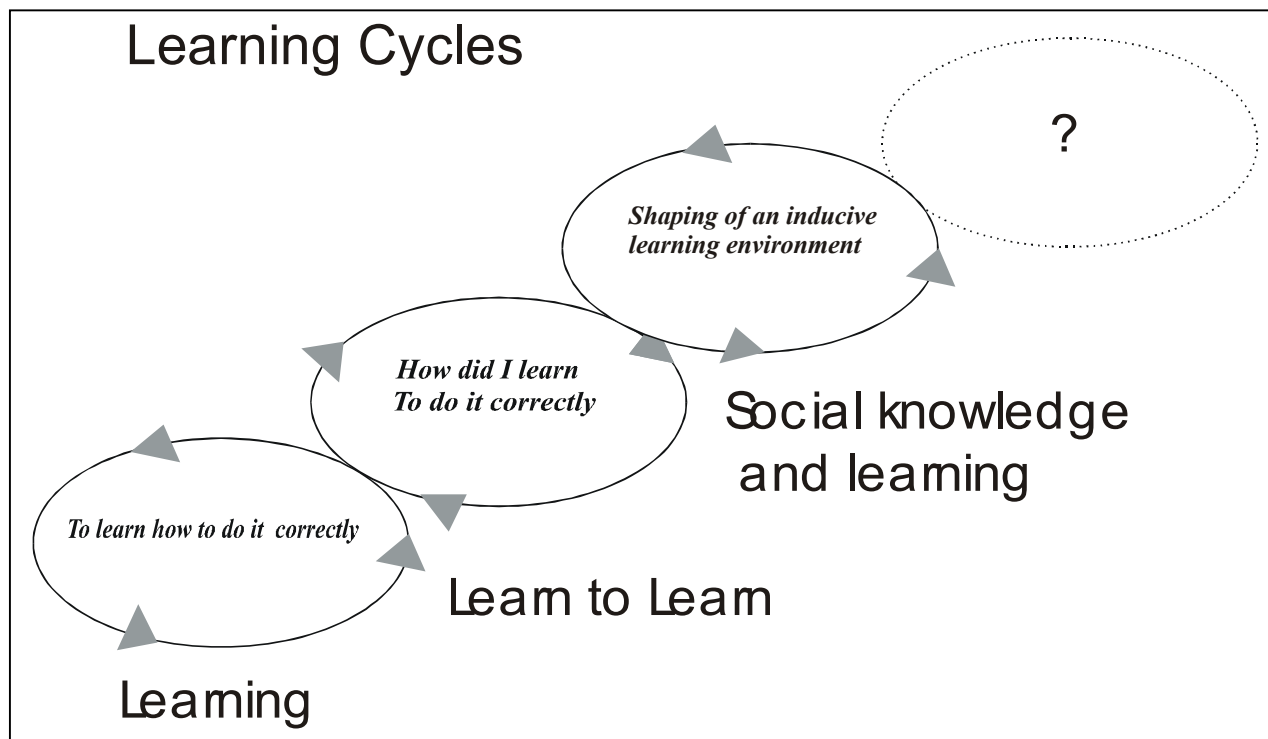 Learning Cycles
?
Shaping of an inducive
learning environment
How did I learn
To do it correctly
Social knowledge
and learning
To learn how to do it correctly
Learn to Learn
Learning